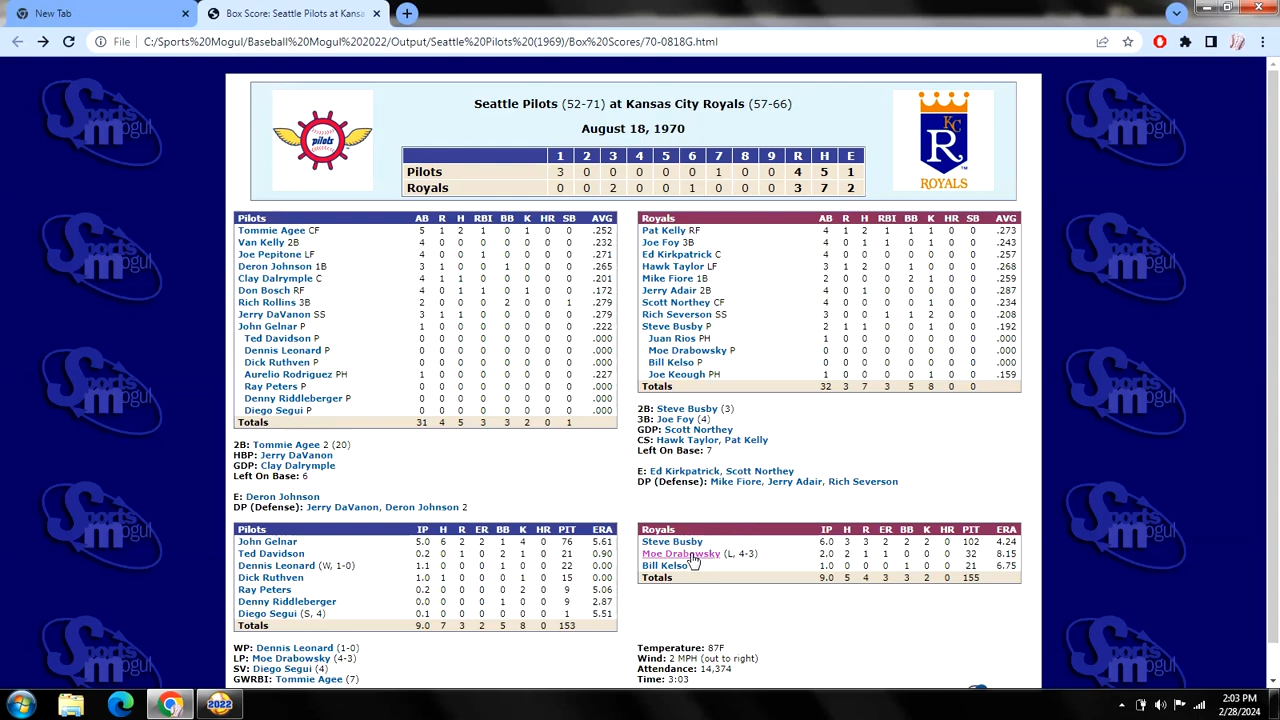 New Tab
Box Score: Seattle Pilots at Kansa
File C:/Sports%20Mogul/Baseball%20Mogul%202022/Output/Seattle%20Pilots%20(1969)/Box%20Scores/70-0818G.html
Sports Mogul
Seattle Pilots (52-71) at Kansas City Royals (57-66)
August 18, 1970
pilots
KC R ROYALS
1 2 3 4 5 6 7 8 9 R H E
Pilots 3 0 0 0 0 0 1 0 0 4 5 1
Royals 0 0 2 0 0 1 0 0 0 3 7 2
Pilots AB R H RBI BB K HR SB AVG
Tommie Agee CF 5 1 2 1 0 1 0 0 .252
Van Kelly 2B 4 0 0 0 0 0 0 0 .232
Joe Pepitone LF 4 0 0 1 0 0 0 0 .271
Deron Johnson 1B 3 1 1 0 1 0 0 0 .265
Clay Dalrymple C 4 1 1 0 0 0 0 0 .201
Don Bosch RF 4 0 1 1 0 1 0 0 .172
Rich Rollins 3B 2 0 0 0 2 0 0 1 .279
Jerry DaVanon SS 3 1 1 0 0 0 0 0 .279
John Gelnar P 1 0 0 0 0 0 0 0 .222
Ted Davidson P 0 0 0 0 0 0 0 0 .000
Dennis Leonard P 0 0 0 0 0 0 0 0 .000
Dick Ruthven P 0 0 0 0 0 0 0 0 .000
Aurelio Rodriguez PH 1 0 0 0 0 0 0 0 .227
Ray Peters P 0 0 0 0 0 0 0 0 .000
Denny Riddleberger P 0 0 0 0 0 0 0 0 .000
Diego Segui P 0 0 0 0 0 0 0 0 .000
Totals 31 4 5 3 3 2 0 1
2B: Tommie Agee 2 (20)
HBP: Jerry DaVanon
GDP: Clay Dalrymple
Left On Base: 6
E: Deron Johnson
DP (Defense): Jerry DaVanon, Deron Johnson 2
Royals AB R H RBI BB K HR SB AVG
Pat Kelly RF 4 1 2 1 1 1 0 0 .273
Joe Foy 3B 4 0 1 1 1 0 0 0 .243
Ed Kirkpatrick C 4 0 0 0 0 1 0 0 .257
Hawk Taylor LF 3 1 2 0 1 0 0 0 .268
Mike Fiore 1B 2 0 0 0 2 1 0 0 .259
Jerry Adair 2B 4 0 1 0 0 0 0 0 .287
Scott Northey CF 4 0 0 0 0 1 0 0 .234
Rich Severson SS 3 0 0 1 1 2 0 0 .208
Steve Busby P 2 1 1 0 0 1 0 0 .192
Juan Rios PH 1 0 0 0 0 0 0 0 .000
Moe Drabowsky P 0 0 0 0 0 0 0 0 .000
Bill Kelso P 0 0 0 0 0 0 0 0 .000
Joe Keough PH 1 0 0 0 0 1 0 0 .159
Totals 32 3 7 3 5 8 0 0
2B: Steve Busby (3)
3B: Joe Foy (4)
GDP: Scott Northey
CS: Hawk Taylor, Pat Kelly
Left On Base: 7
E: Ed Kirkpatrick, Scott Northey
DP (Defense): Mike Fiore, Jerry Adair, Rich Severson
Pilots IP H R ER BB K HR PIT ERA
John Gelnar 5.0 6 2 2 1 4 0 76 5.61
Ted Davidson 0.2 0 1 0 2 1 0 21 0.90
Dennis Leonard (W, 1-0) 1.1 0 0 0 1 1 0 22 0.00
Dick Ruthven 1.0 1 0 0 0 1 0 15 0.00
Ray Peters 0.2 0 0 0 0 2 0 9 5.06
Denny Riddleberger 0.0 0 0 0 1 0 0 9 2.87
Diego Segui (S, 4) 0.1 0 0 0 0 0 0 1 5.51
Totals 9.0 7 3 2 5 8 0 153
Royals IP H R ER BB K HR PIT ERA
Steve Busby 6.0 3 3 2 2 2 0 102 4.24
Moe Drabowsky (L, 4-3) 2.0 2 1 1 0 0 0 32 8.15
Bill Kelso 1.0 0 0 0 1 0 0 21 6.75
Totals 9.0 5 4 3 3 2 0 155
WP: Dennis Leonard (1-0)
LP: Moe Drabowsky (4-3)
SV: Diego Segui (4)
GWRBI: Tommie Agee (7)
Temperature: 87F
Wind: 2 MPH (out to right)
Attendance: 14,374
Time: 3:03
2022
2:03 PM
2/28/2024